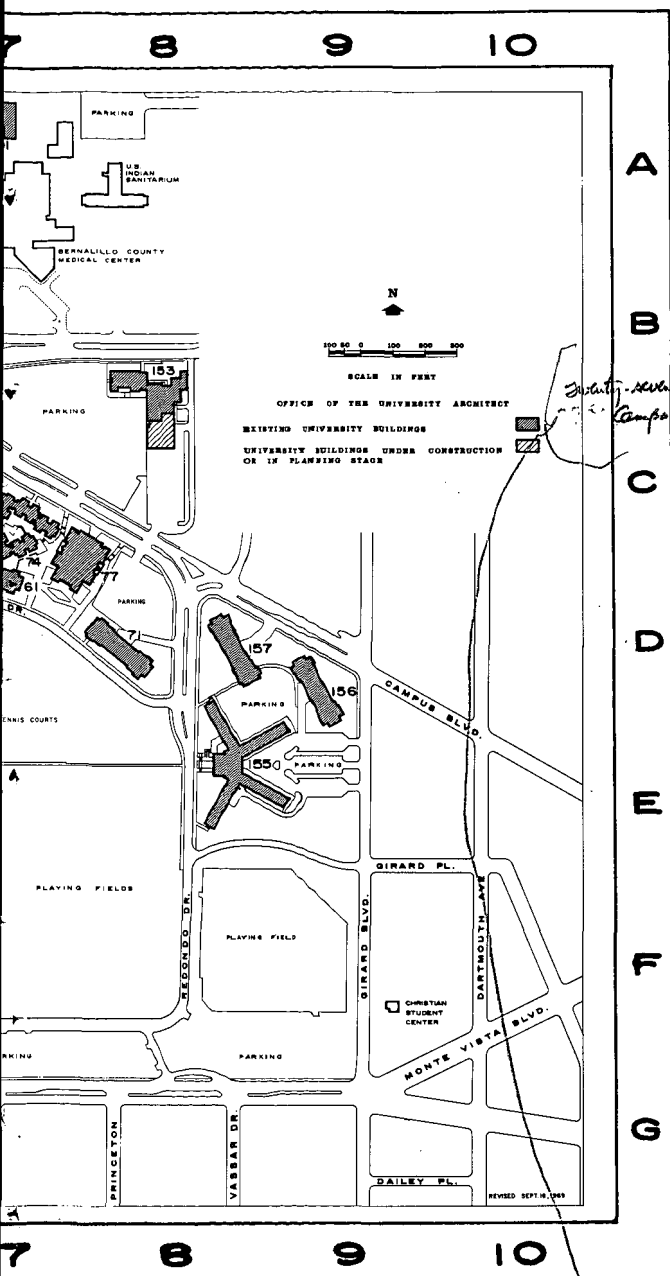 7 8 9 10
PARKING
A
U.S.
INDIAN
SANITARIUM
BERNALILLO COUNTY
MEDICAL CENTER
N
B
100 50 0 100 200 300
SCALE IN FEET
153
PARKING
OFFICE OF THE UNIVERSITY ARCHITECT
Twenty-seven
EXISTING UNIVERSITY BUILDINGS
UNIVERSITY BUILDINGS UNDER CONSTRUCTION
OR IN PLANNING STAGE
C
74
77
61
DR.
PARKING
71
157
D
156
PARKING
CAMPUS BLVD.
ENNIS COURTS
155
PARKING
E
GIRARD PL.
PLAYING FIELDS
REDONDO DR.
PLAYING FIELD
GIRARD BLVD.
DARTMOUTH AVE
F
CHRISTIAN
STUDENT
CENTER
MONTE VISTA BLVD.
RKING
PARKING
G
PRINCETON
VASSAR DR.
DAILEY PL.
REVISED SEPT. 10, 1969
7 8 9 10